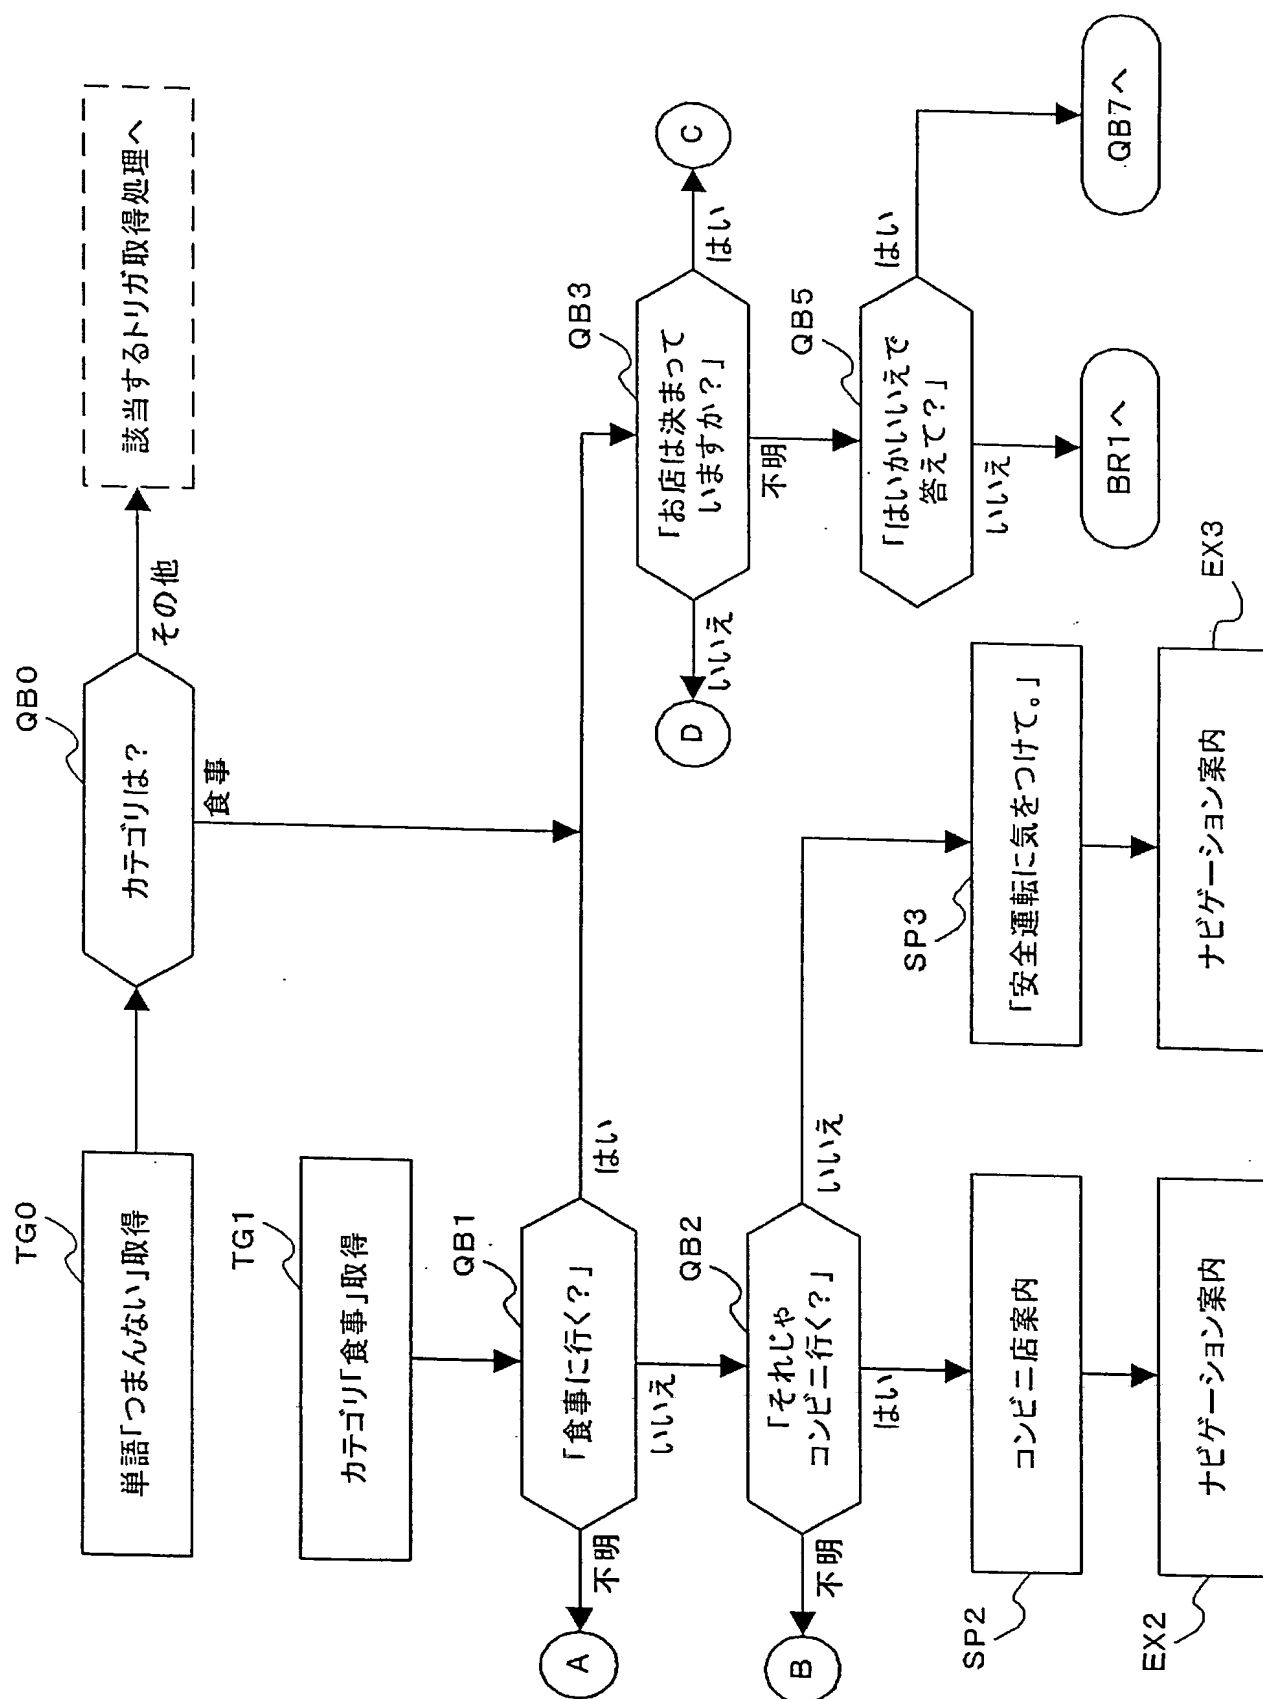 TG0
単語「つまんない」取得
QB0
カテゴリは？
その他
該当するトリガ取得処理へ
食事
TG1
カテゴリ「食事」取得
QB1
「食事に行く？」
はい
不明
A
いいえ
QB2
「それじゃ
コンビニ行く？」
いいえ
不明
B
はい
QB3
「お店は決まって
いますか？」
はい
C
いいえ
D
不明
QB5
「はいかいいえで
答えて？」
はい
いいえ
SP2
コンビニ店案内
SP3
「安全運転に気をつけて。」
BR1へ
QB7へ
EX2
ナビゲーション案内
EX3
ナビゲーション案内